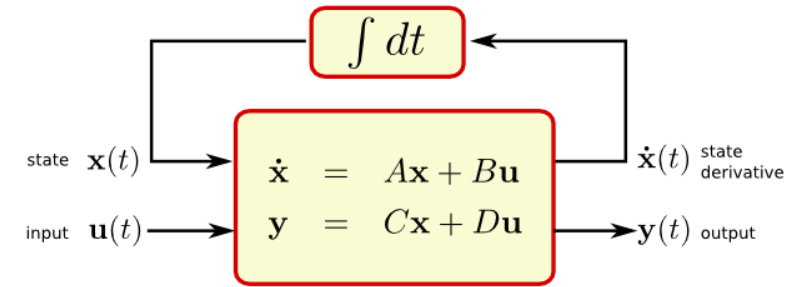 ∫ dt
state x(t)
ẋ = Ax + Bu
ẋ(t) state derivative
input u(t)
y = Cx + Du
y(t) output